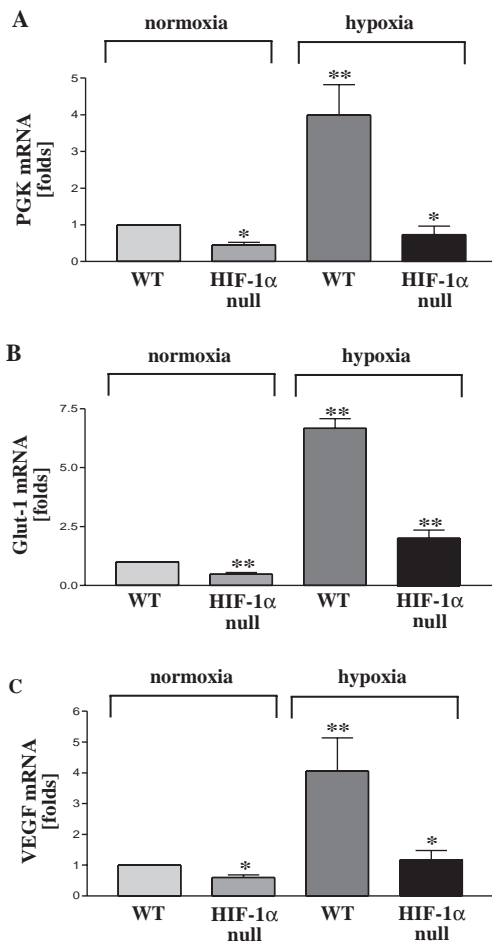 A
normoxia hypoxia
PGK mRNA
[folds]
5
4
3
2
1
0
*
**
*
WT HIF-1α WT HIF-1α
null null
B
normoxia hypoxia
Glut-1 mRNA
[folds]
7.5
5.0
2.5
0.0
**
**
**
WT HIF-1α WT HIF-1α
null null
C
normoxia hypoxia
VEGF mRNA
[folds]
6
5
4
3
2
1
0
*
**
*
WT HIF-1α WT HIF-1α
null null